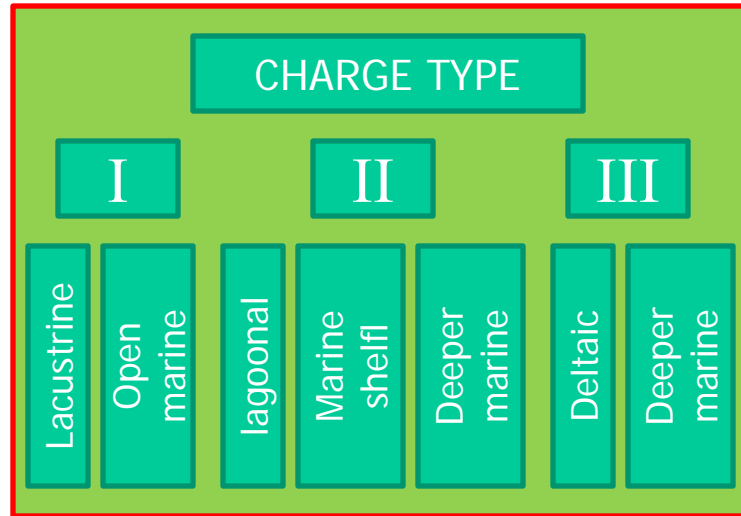 CHARGE TYPE
I
II
III
Lacustrine
Open
marine
lagoonal
Marine
shelfl
Deeper
marine
Deltaic
Deeper
marine